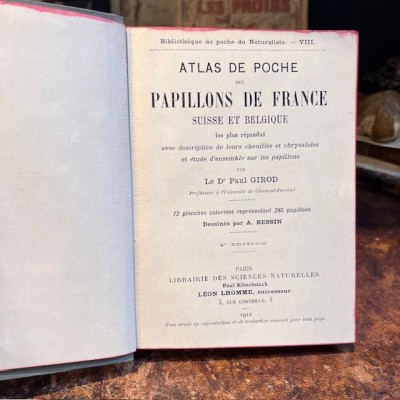 Bibliothèque de poche du Naturaliste. — VIII.
ATLAS DE POCHE
DES
PAPILLONS DE FRANCE
SUISSE ET BELGIQUE
les plus répandus
avec description de leurs chenilles et chrysalides
et étude d'ensemble sur les papillons
PAR
Le Dr Paul GIROD
Professeur à l'Université de Clermont-Ferrand
72 planches coloriées représentant 285 papillons
Dessinés par A. BESSIN
2e ÉDITION
PARIS
LIBRAIRIE DES SCIENCES NATURELLES
Paul Klincksieck
LÉON LHOMME, successeur
3, RUE CORNEILLE, 3
1912
Tous droits de reproduction et de traduction réservés pour tous pays.